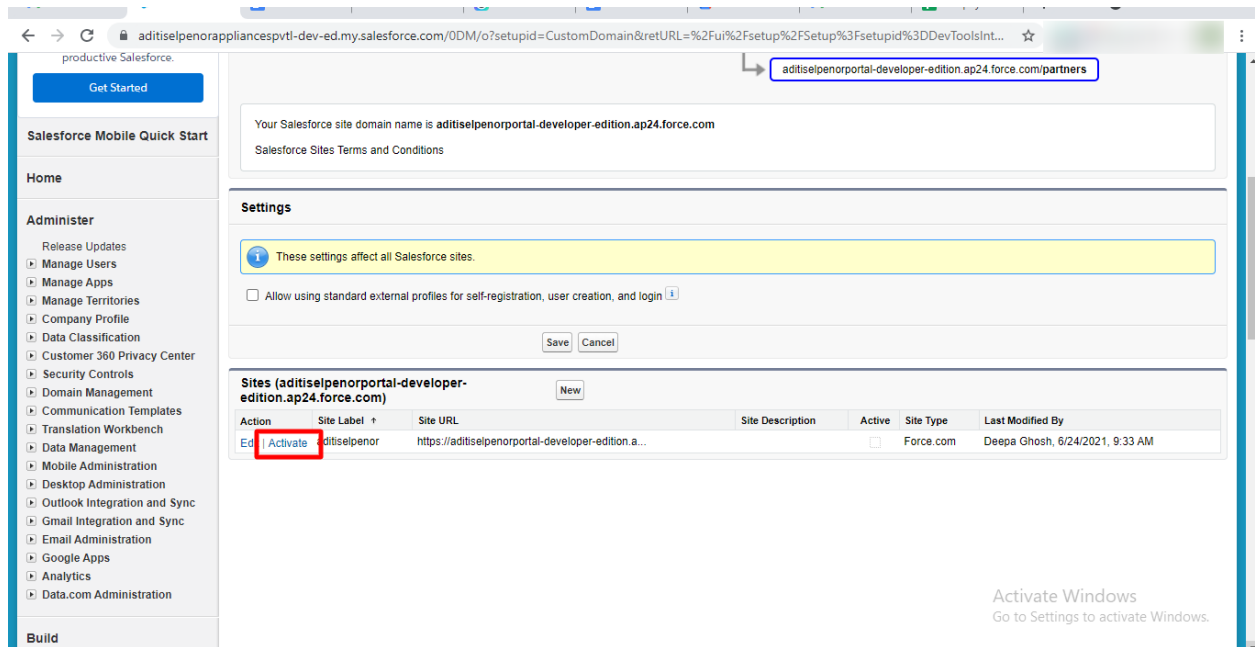 aditiselpenorappliancespvtl-dev-ed.my.salesforce.com/0DM/o?setupid=CustomDomain&retURL=%2Fui%2Fsetup%2FSetup%3Fsetupid%3DDevToolsInt...
productive Salesforce.
Get Started
Salesforce Mobile Quick Start
Home
Administer
Release Updates
Manage Users
Manage Apps
Manage Territories
Company Profile
Data Classification
Customer 360 Privacy Center
Security Controls
Domain Management
Communication Templates
Translation Workbench
Data Management
Mobile Administration
Desktop Administration
Outlook Integration and Sync
Gmail Integration and Sync
Email Administration
Google Apps
Analytics
Data.com Administration
Build
aditiselpenorportal-developer-edition.ap24.force.com/partners
Your Salesforce site domain name is aditiselpenorportal-developer-edition.ap24.force.com
Salesforce Sites Terms and Conditions
Settings
These settings affect all Salesforce sites.
Allow using standard external profiles for self-registration, user creation, and login
Save Cancel
Sites (aditiselpenorportal-developer-
edition.ap24.force.com)
New
Action Site Label ↑ Site URL Site Description Active Site Type Last Modified By
Ed | Activate aditiselpenor https://aditiselpenorportal-developer-edition.a... Force.com Deepa Ghosh, 6/24/2021, 9:33 AM
Activate Windows
Go to Settings to activate Windows.